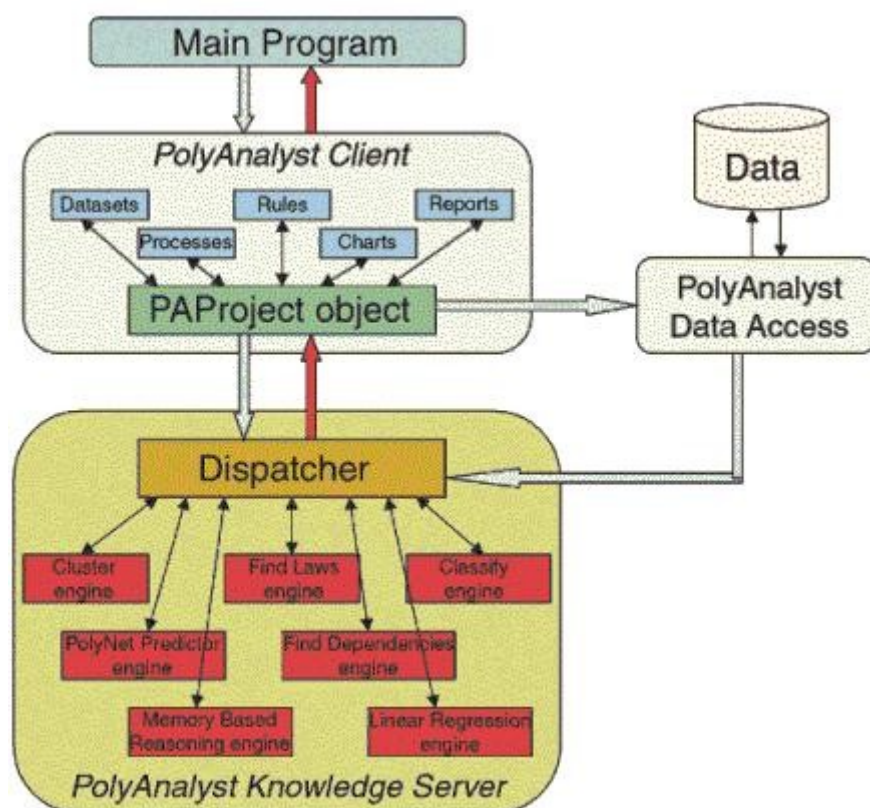 Main Program
PolyAnalyst Client
Datasets
Rules
Reports
Processes
Charts
PAProject object
Data
PolyAnalyst
Data Access
Dispatcher
Cluster
engine
Find Laws
engine
Classify
engine
PolyNet Predictor
engine
Find Dependencies
engine
Memory Based
Reasoning engine
Linear Regression
engine
PolyAnalyst Knowledge Server